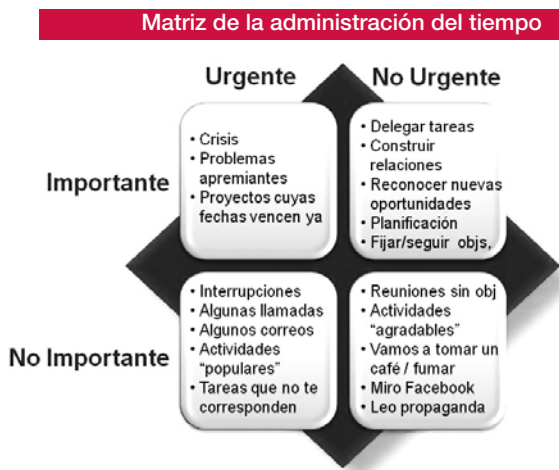 Matriz de la administración del tiempo
Urgente
No Urgente
Importante
• Crisis
• Problemas
apremiantes
• Proyectos cuyas
fechas vencen ya
• Delegar tareas
• Construir
relaciones
• Reconocer nuevas
oportunidades
• Planificación
• Fijar/seguir objs,
No Importante
• Interrupciones
• Algunas llamadas
• Algunos correos
• Actividades
"populares"
• Tareas que no te
corresponden
• Reuniones sin obj
• Actividades
"agradables"
• Vamos a tomar un
café / fumar
• Miro Facebook
• Leo propaganda